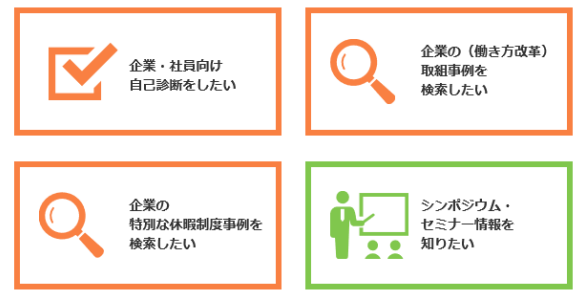 企業・社員向け
自己診断をしたい
企業の（働き方改革）
取組事例を
検索したい
企業の
特別な休暇制度事例を
検索したい
シンポジウム・
セミナー情報を
知りたい